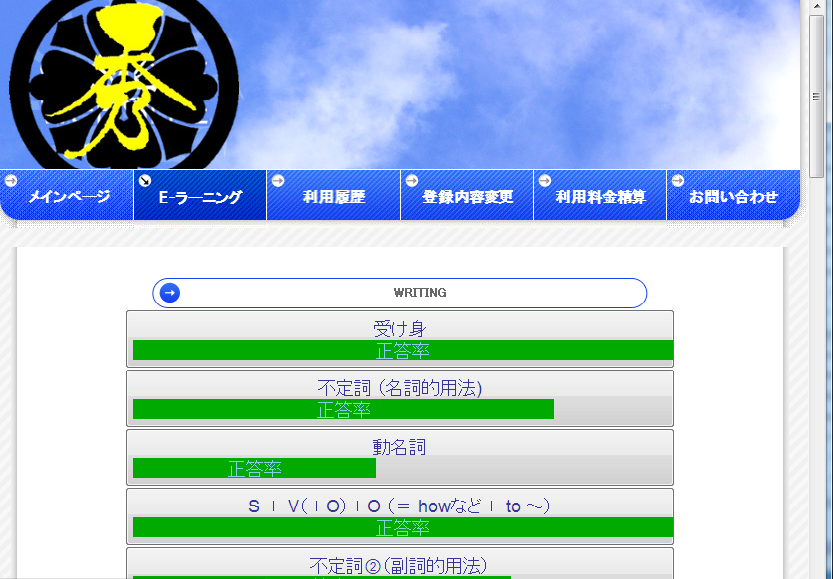 秀
メインページ
E-ラーニング
利用履歴
登録内容変更
利用料金精算
お問い合わせ
WRITING
受け身
正答率
不定詞（名詞的用法)
正答率
動名詞
正答率
S | V( | O) | O (= howなど | to ～)
正答率
不定詞②(副詞的用法)